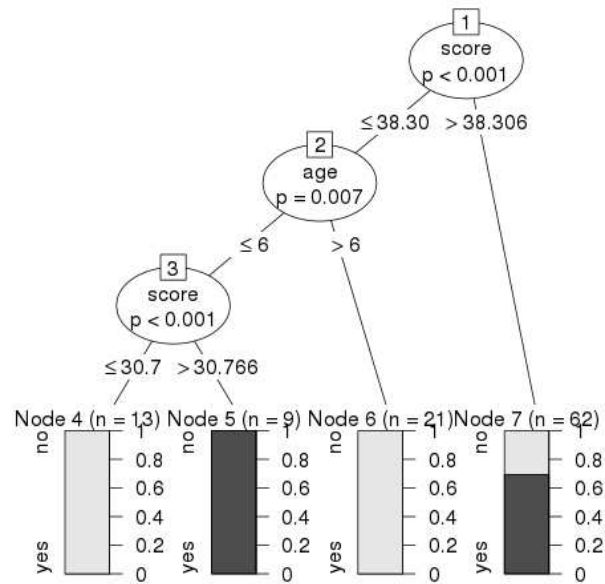 1
score
p < 0.001
≤ 38.30 > 38.306
2
age
p = 0.007
≤ 6 > 6
3
score
p < 0.001
≤ 30.7 > 30.766
Node 4 (n = 13) Node 5 (n = 9) Node 6 (n = 21) Node 7 (n = 62)
no 1 no 1 no 1 no 1
0.8 0.8 0.8 0.8
0.6 0.6 0.6 0.6
0.4 0.4 0.4 0.4
0.2 0.2 0.2 0.2
yes 0 yes 0 yes 0 yes 0